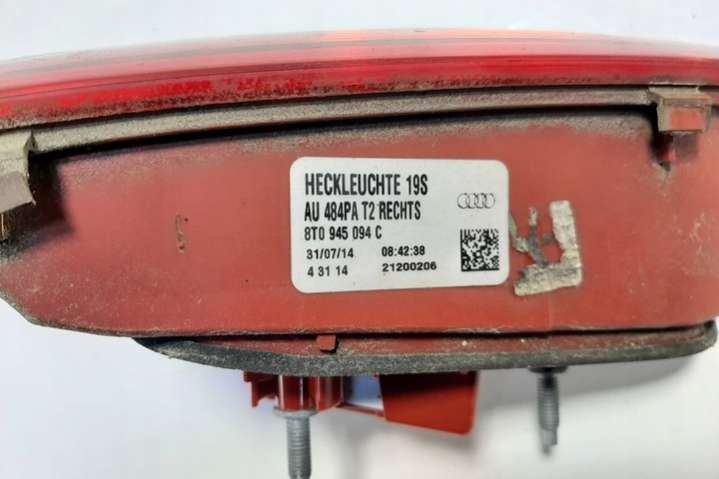 HECKLEUCHTE 19S
AU 484PA T2 RECHTS
8T0 945 094 C
31/07/14 08:42:38
4 31 14 21200206